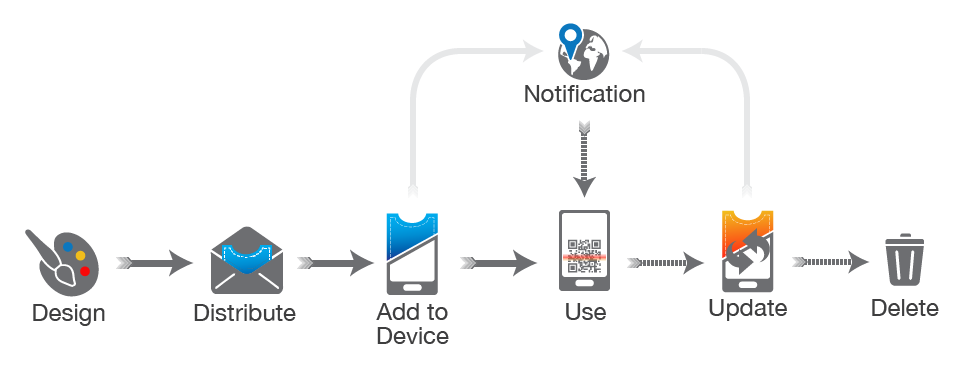 Notification
Design
Distribute
Add to
Device
Use
Update
Delete